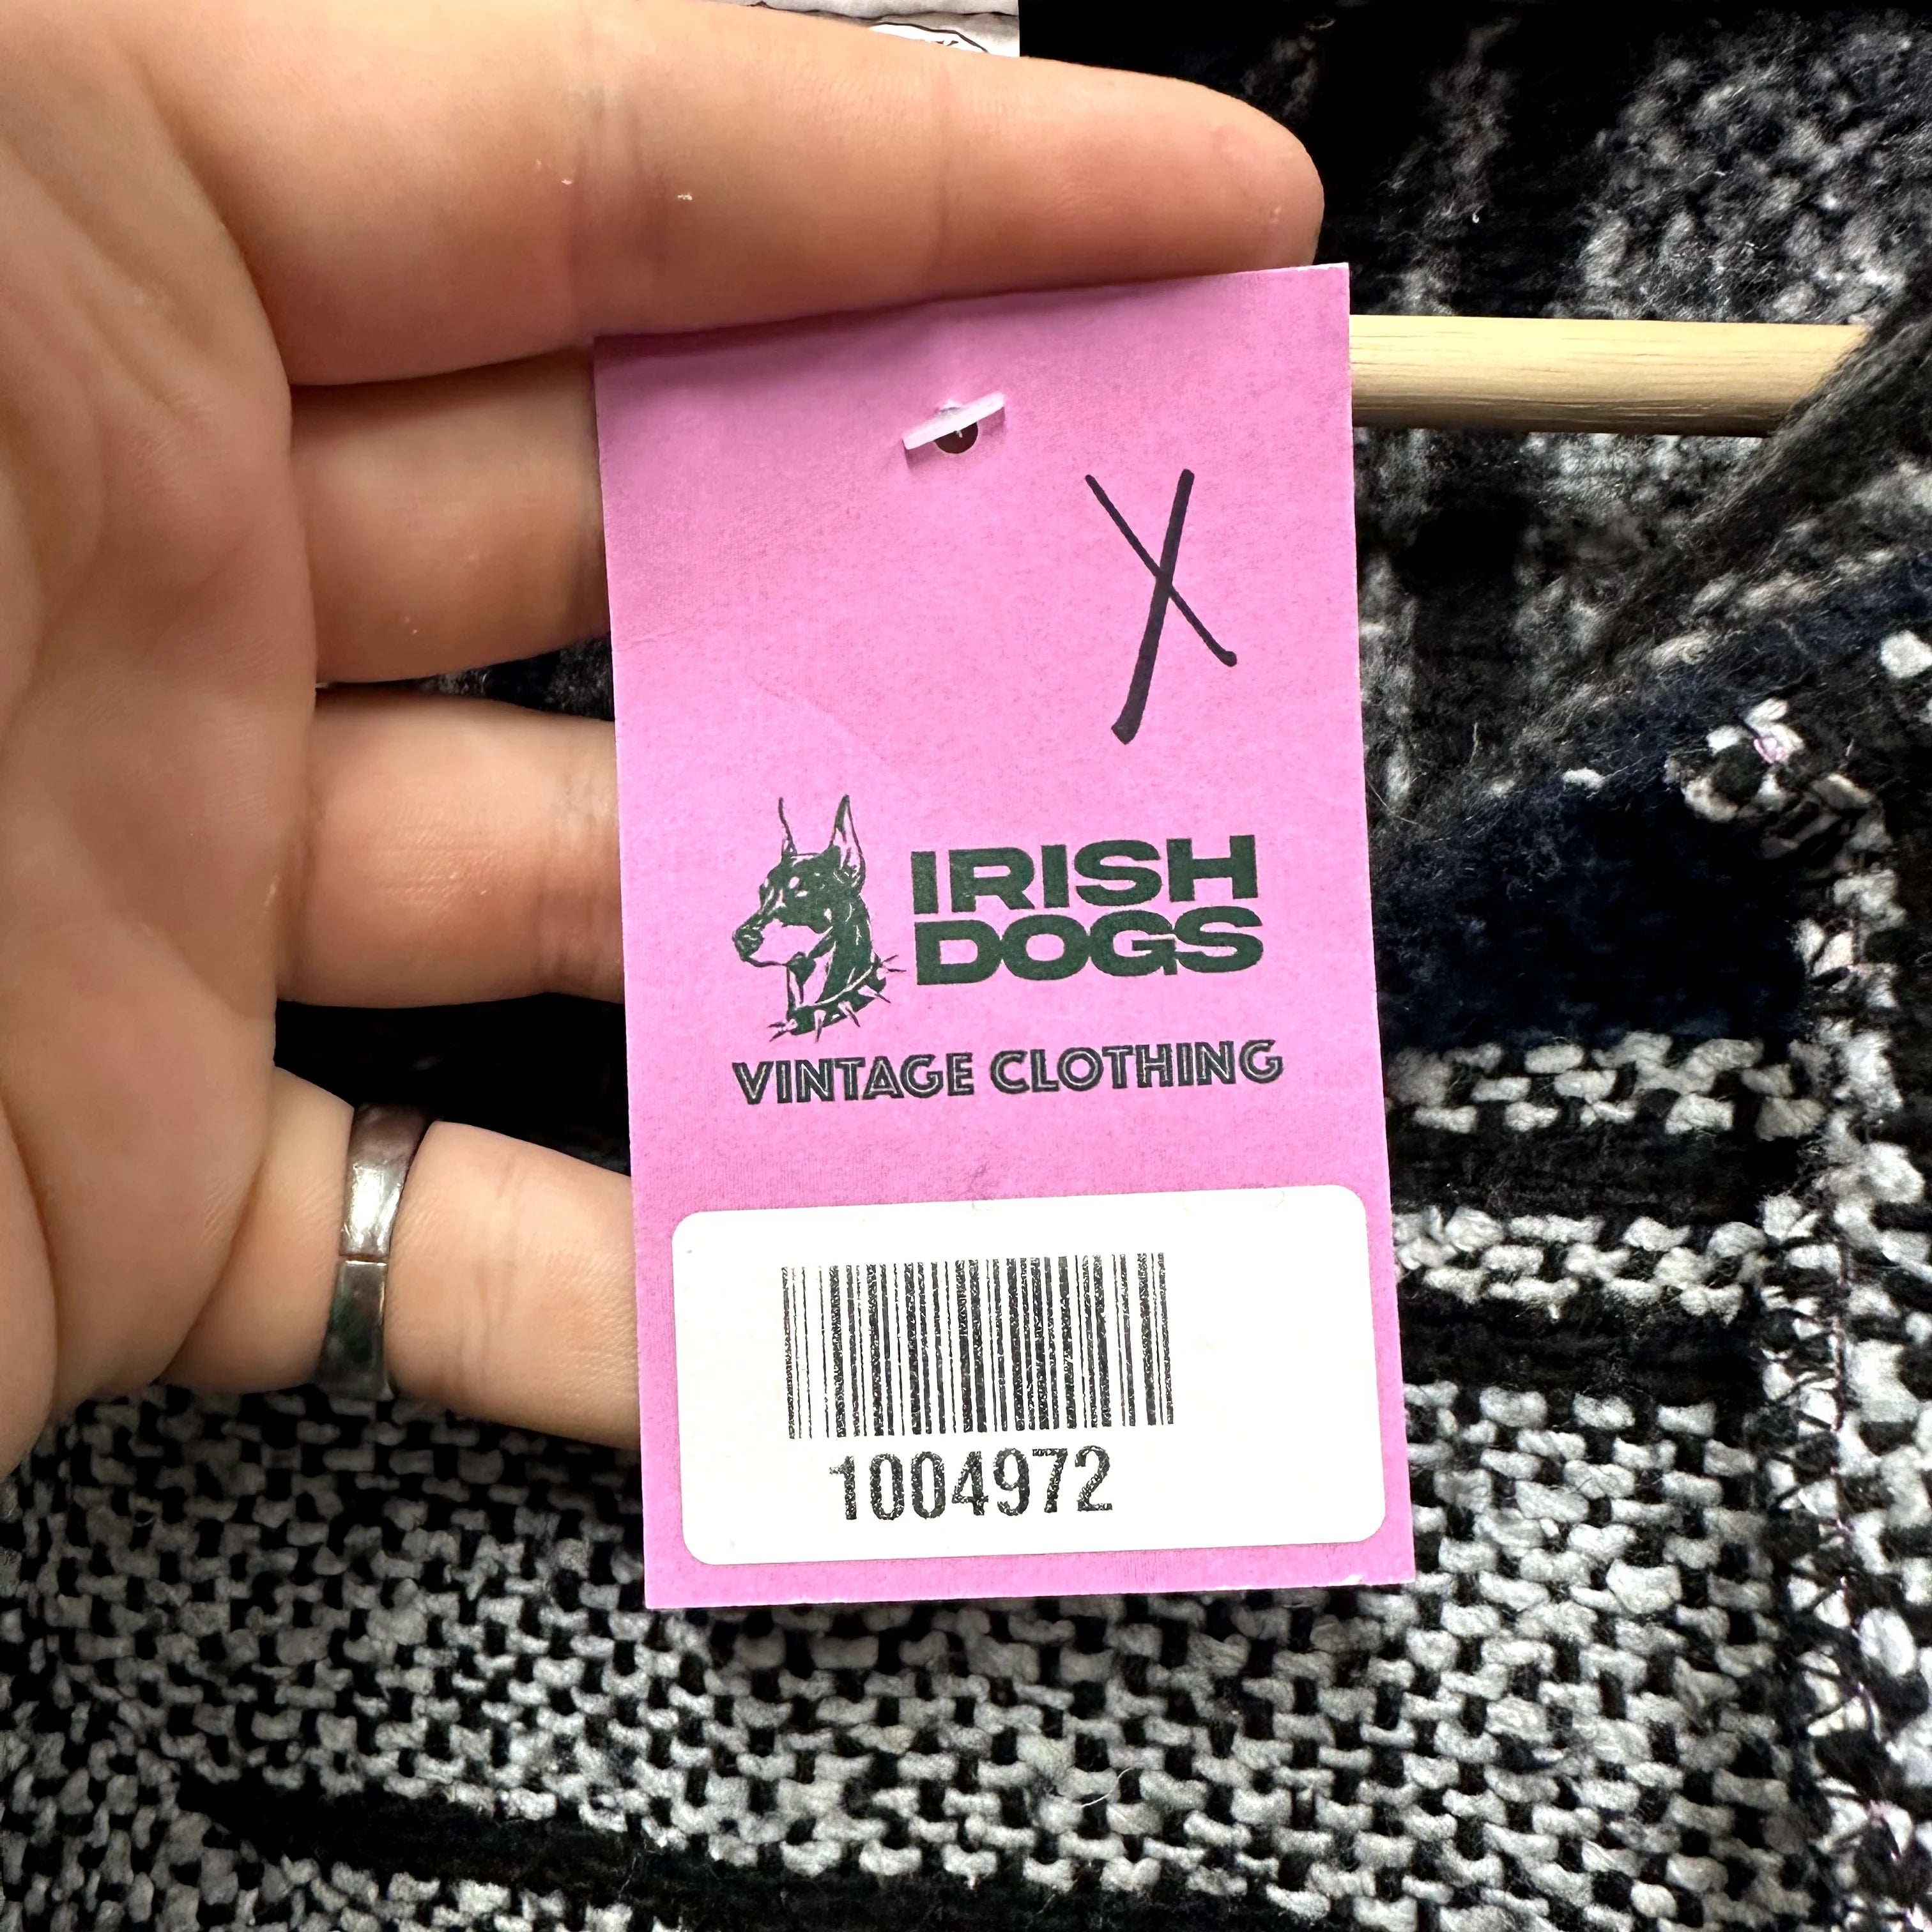 X
IRISH
DOGS
VINTAGE CLOTHING
1004972